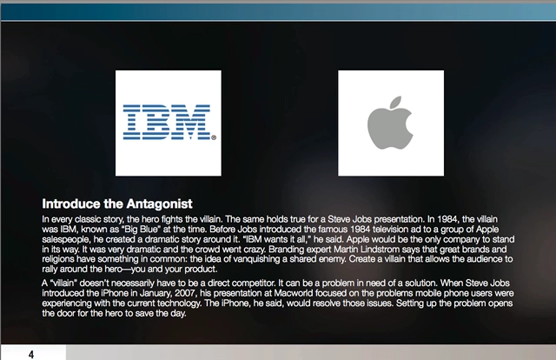 IBM®
Introduce the Antagonist
In every classic story, the hero fights the villain. The same holds true for a Steve Jobs presentation. In 1984, the villain
was IBM, known as “Big Blue” at the time. Before Jobs introduced the famous 1984 television ad to a group of Apple
salespeople, he created a dramatic story around it. “IBM wants it all,” he said. Apple would be the only company to stand
in its way. It was very dramatic and the crowd went crazy. Branding expert Martin Lindstrom says that great brands and
religions have something in common: the idea of vanquishing a shared enemy. Create a villain that allows the audience to
rally around the hero—you and your product.
A “villain” doesn’t necessarily have to be a direct competitor. It can be a problem in need of a solution. When Steve Jobs
introduced the iPhone in January, 2007, his presentation at Macworld focused on the problems mobile phone users were
experiencing with the current technology. The iPhone, he said, would resolve those issues. Setting up the problem opens
the door for the hero to save the day.
4